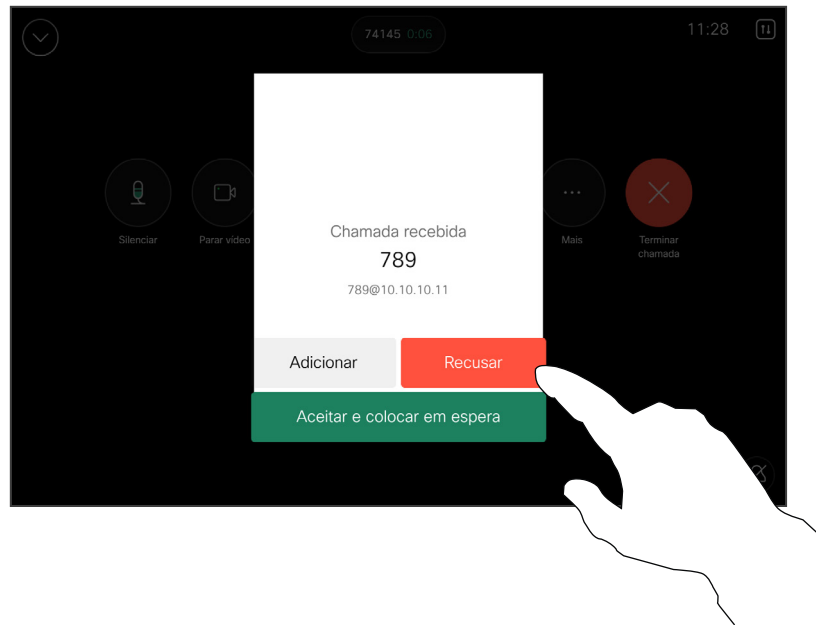 74145 0:06
11:28
Silenciar
Parar vídeo
Mais
Terminar
chamada
Chamada recebida
789
789@10.10.10.11
Adicionar
Recusar
Aceitar e colocar em espera